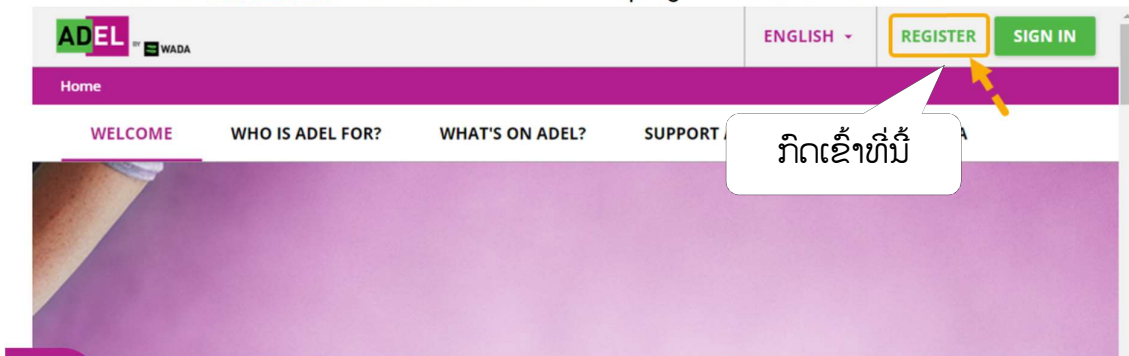 ADEL BY WADA ENGLISH REGISTER SIGN IN
Home
WELCOME WHO IS ADEL FOR? WHAT'S ON ADEL? SUPPORT
ກົດເຂົ້າທີ່ນີ້